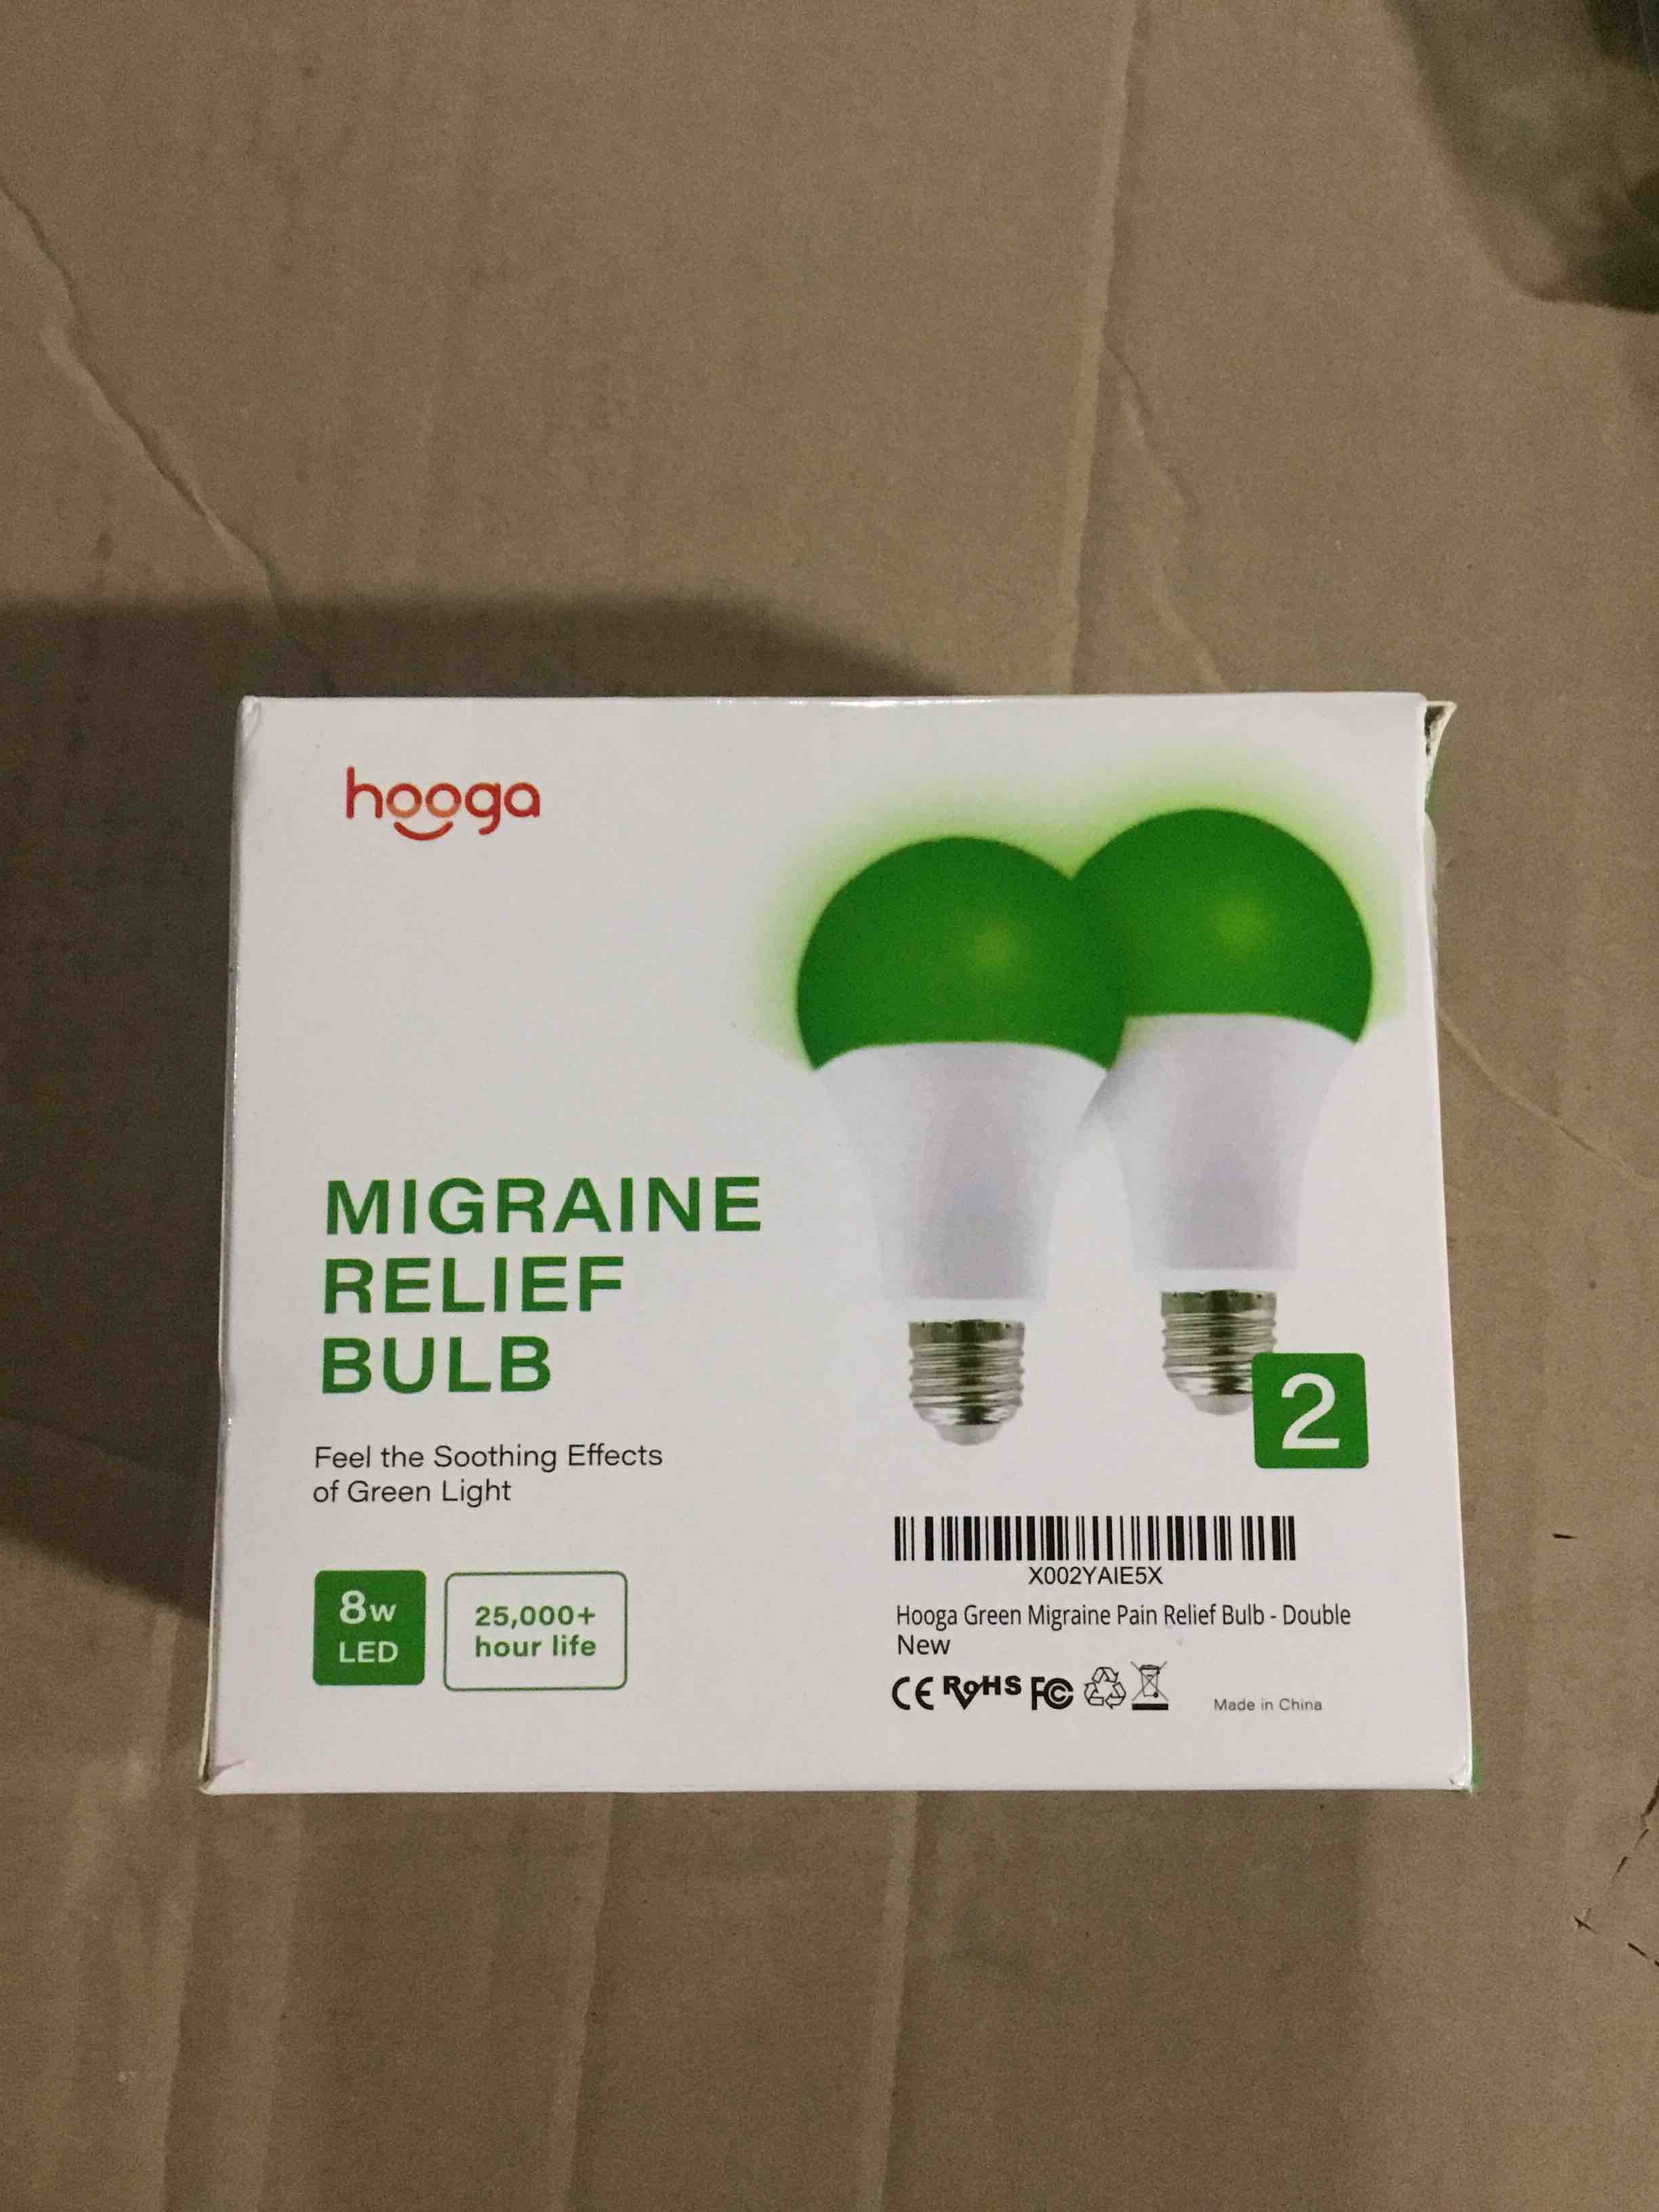 hooga
MIGRAINE
RELIEF
BULB
Feel the Soothing Effects
of Green Light
8w
LED
25,000+
hour life
2
X002YAIE5X
Hooga Green Migraine Pain Relief Bulb - Double
New
CE RoHS FC
Made in China